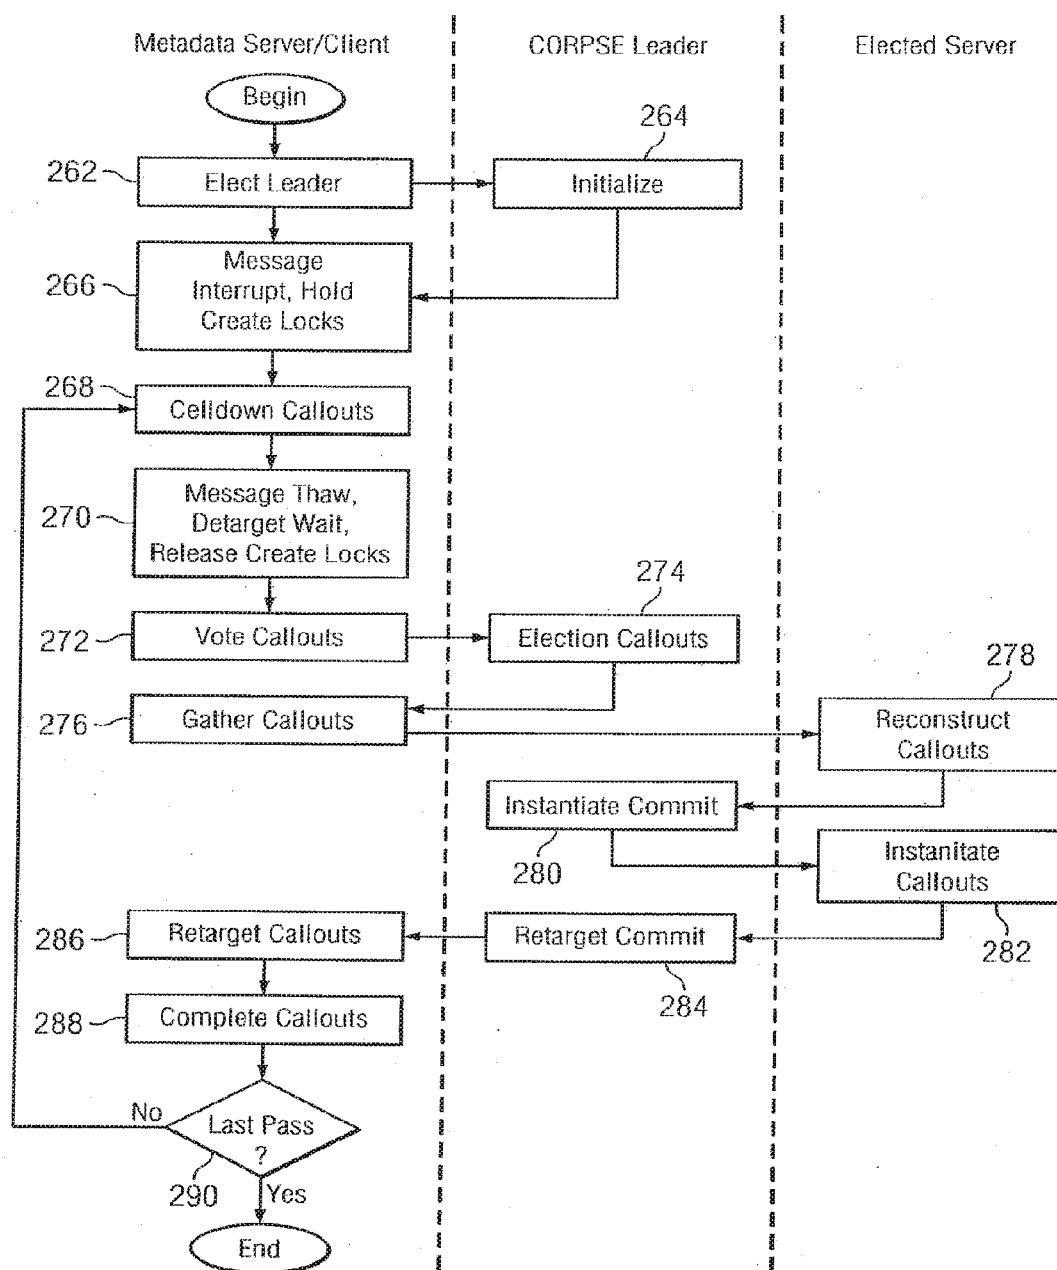 Metadata Server/Client
CORPSE Leader
Elected Server
Begin
264
262
Elect Leader
Initialize
266
Message
Interrupt, Hold
Create Locks
268
Celldown Callouts
270
Message Thaw,
Detarget Wait,
Release Create Locks
274
272
Vote Callouts
Election Callouts
278
276
Gather Callouts
Reconstruct
Callouts
Instantiate Commit
280
Instanitate
Callouts
282
286
Retarget Callouts
Retarget Commit
284
288
Complete Callouts
No
Last Pass
?
290
Yes
End